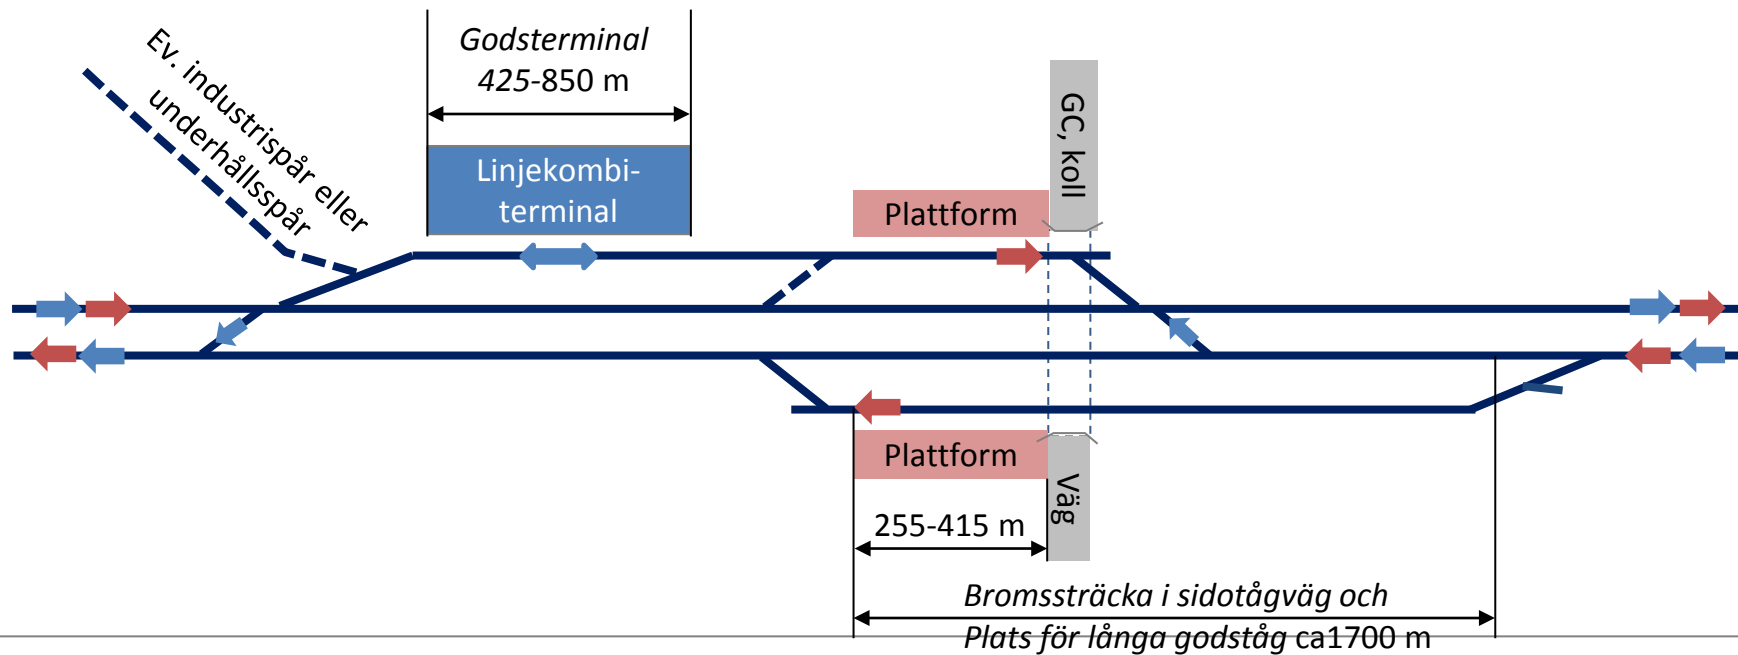 Ev. industrispår eller
underhållsspår
Godsterminal
425-850 m
Linjekombi-
terminal
Plattform
GC, koll
Plattform
Väg
255-415 m
Bromssträcka i sidotågväg och
Plats för långa godståg ca1700 m